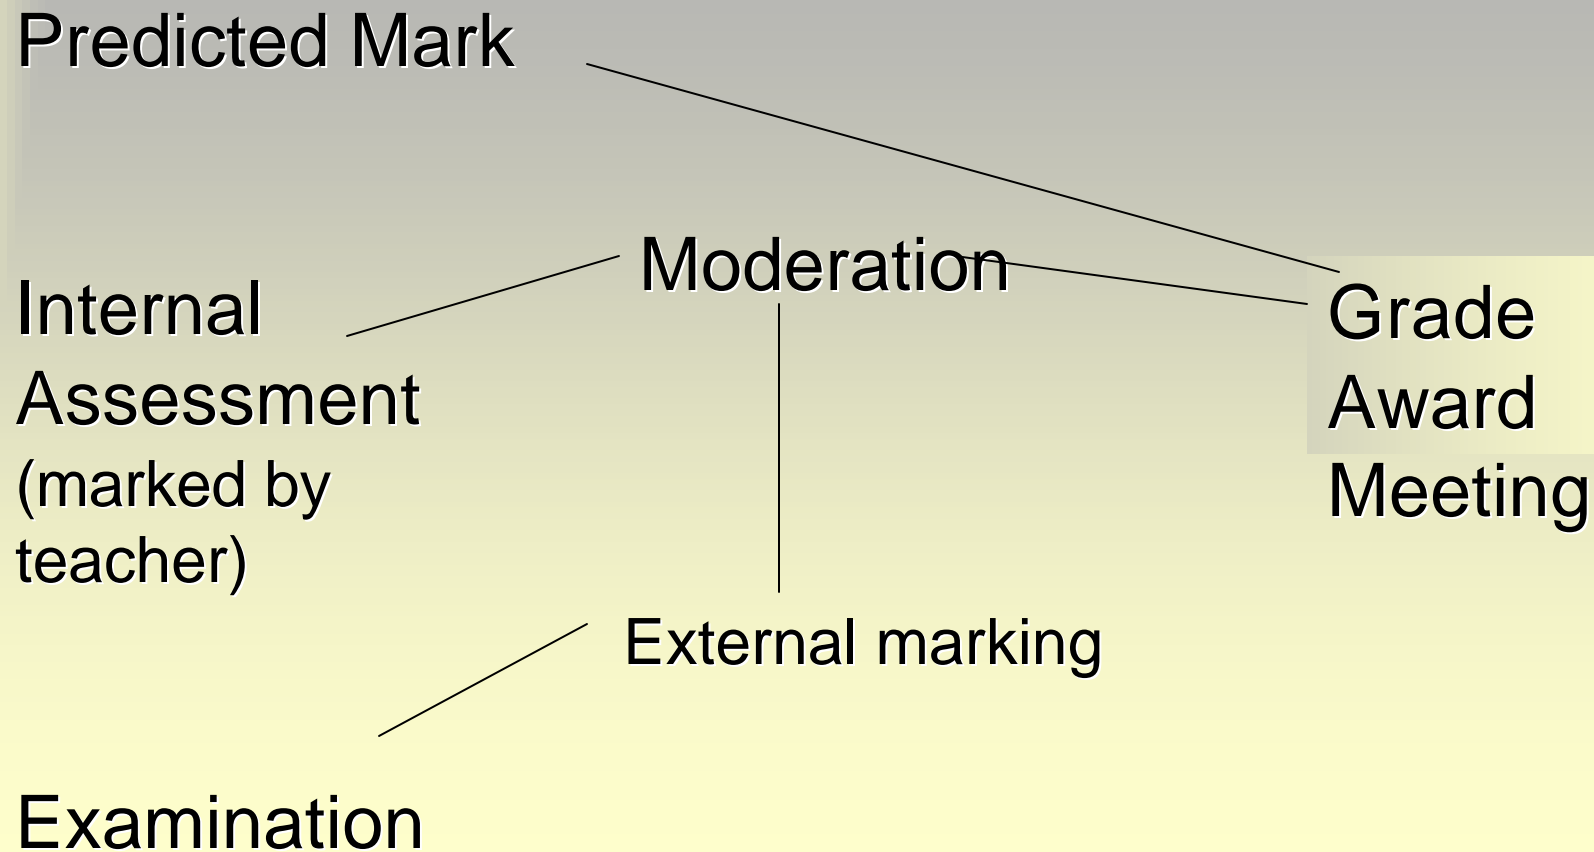 Predicted Mark
Moderation
Internal
Assessment
(marked by
teacher)
Grade
Award
Meeting
External marking
Examination